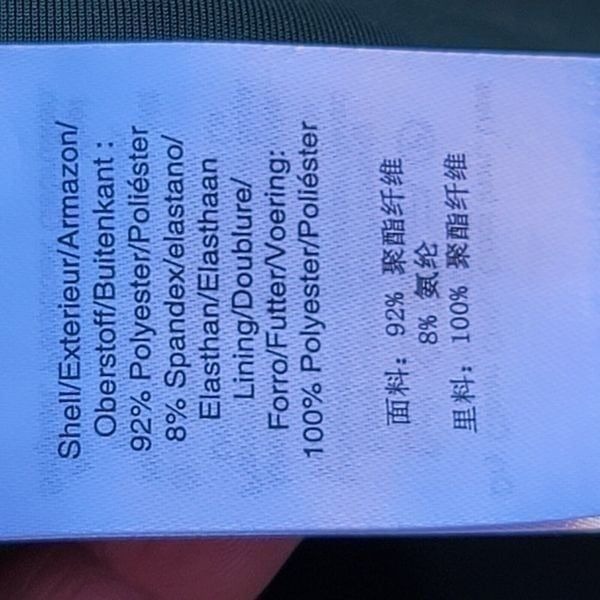 Shell/Exterieur/Armazon/
Oberstoff/Buitenkant :
92% Polyester/Poliéster
8% Spandex/elastano/
Elasthan/Elasthaan
Lining/Doublure/
Forro/Futter/Voering:
100% Polyester/Poliéster
面料: 92% 聚酯纤维
8% 氨纶
里料: 100% 聚酯纤维